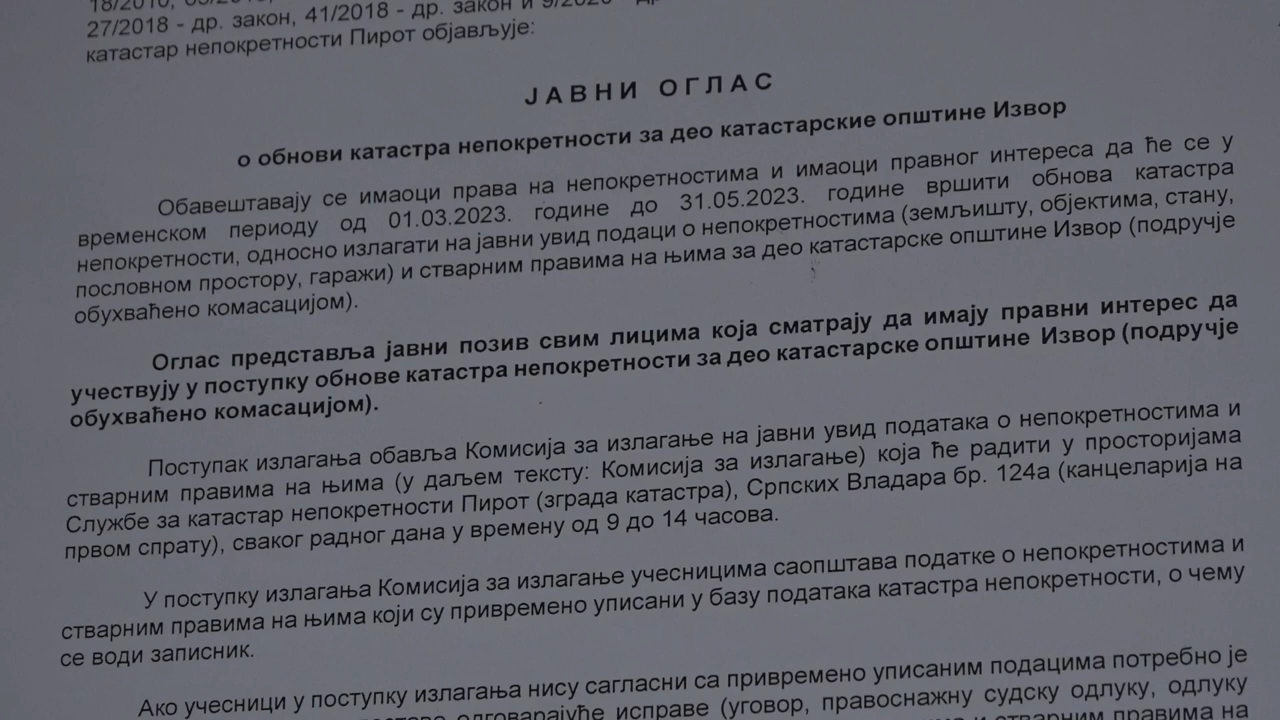 27/2018 - др. закон, 41/2018 - др. закон и 9/2020 - др
катастар непокретности Пирот објављује:
ЈАВНИ ОГЛАС
о обнови катастра непокретности за део катастарские општине Извор
Обавештавају се имаоци права на непокретностима и имаоци правног интереса да ће се у
временском периоду од 01.03.2023. године до 31.05.2023. године вршити обнова катастра
непокретности, односно излагати на јавни увид подаци о непокретностима (земљишту, објектима, стану,
пословном простору, гаражи) и стварним правима на њима за део катастарске општине Извор (подручје
обухваћено комасацијом).
Оглас представља јавни позив свим лицима која сматрају да имају правни интерес да
учествују у поступку обнове катастра непокретности за део катастарске општине Извор (подручје
обухваћено комасацијом).
Поступак излагања обавља Комисија за излагање на јавни увид података о непокретностима и
стварним правима на њима (у даљем тексту: Комисија за излагање) која ће радити у просторијама
Службе за катастар непокретности Пирот (зграда катастра), Српских Владара бр. 124а (канцеларија на
првом спрату), сваког радног дана у времену од 9 до 14 часова.
У поступку излагања Комисија за излагање учесницима саопштава податке о непокретностима и
стварним правима на њима који су привремено уписани у базу података катастра непокретности, о чему
се води записник.
Ако учесници у поступку излагања нису сагласни са привремено уписаним подацима потребно је
одговарајуће исправе (уговор, правоснажну судску одлуку, одлуку
и стварним правима на